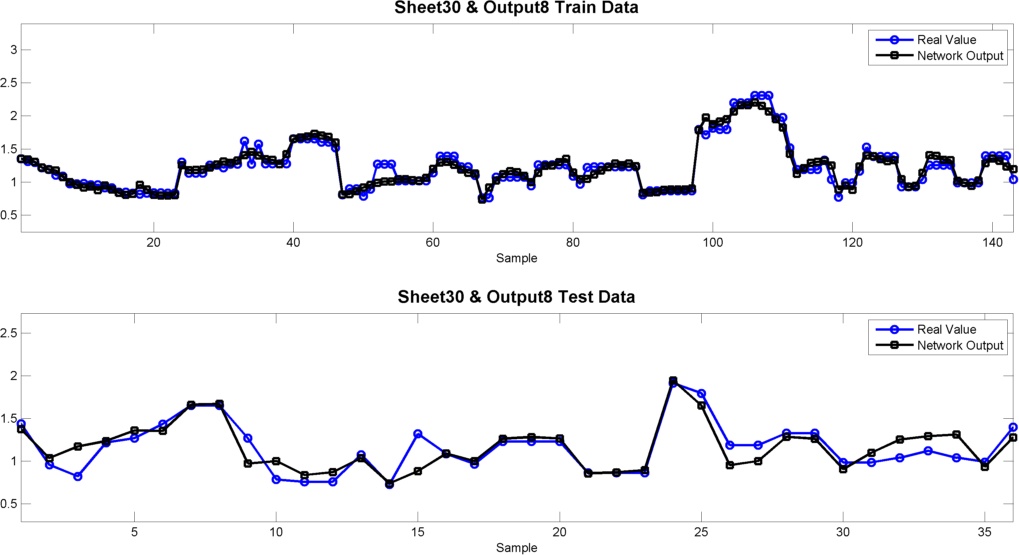 Sheet30 & Output8 Train Data
Real Value
Network Output
3
2.5
2
1.5
1
0.5
20 40 60 80 100 120 140
Sample
Sheet30 & Output8 Test Data
Real Value
Network Output
2.5
2
1.5
1
0.5
5 10 15 20 25 30 35
Sample